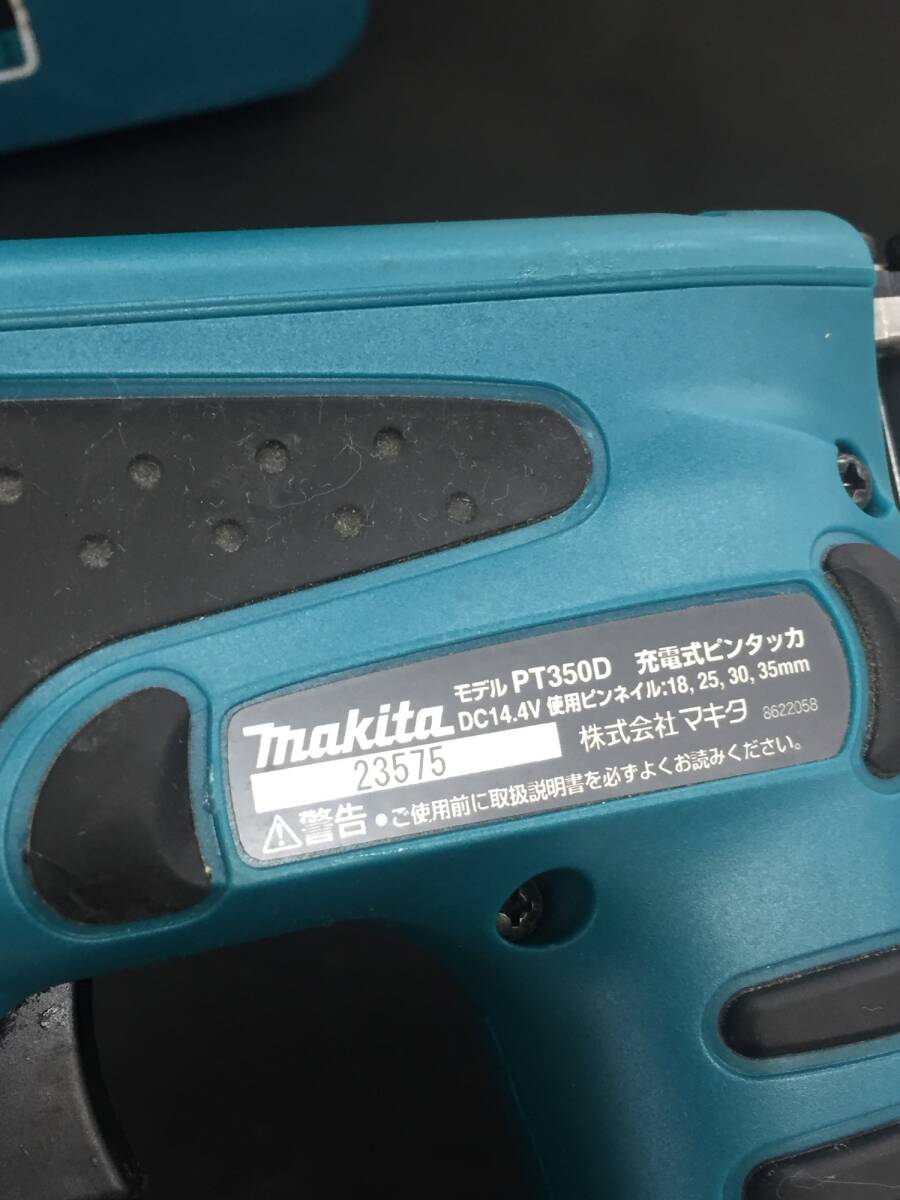 makita
モデル PT350D 充電式ピンタッカ
DC14.4V 使用ピンネイル:18, 25, 30, 35mm
株式会社 マキタ 8622058
23575
警告 ●ご使用前に取扱説明書を必ずよくお読みください。